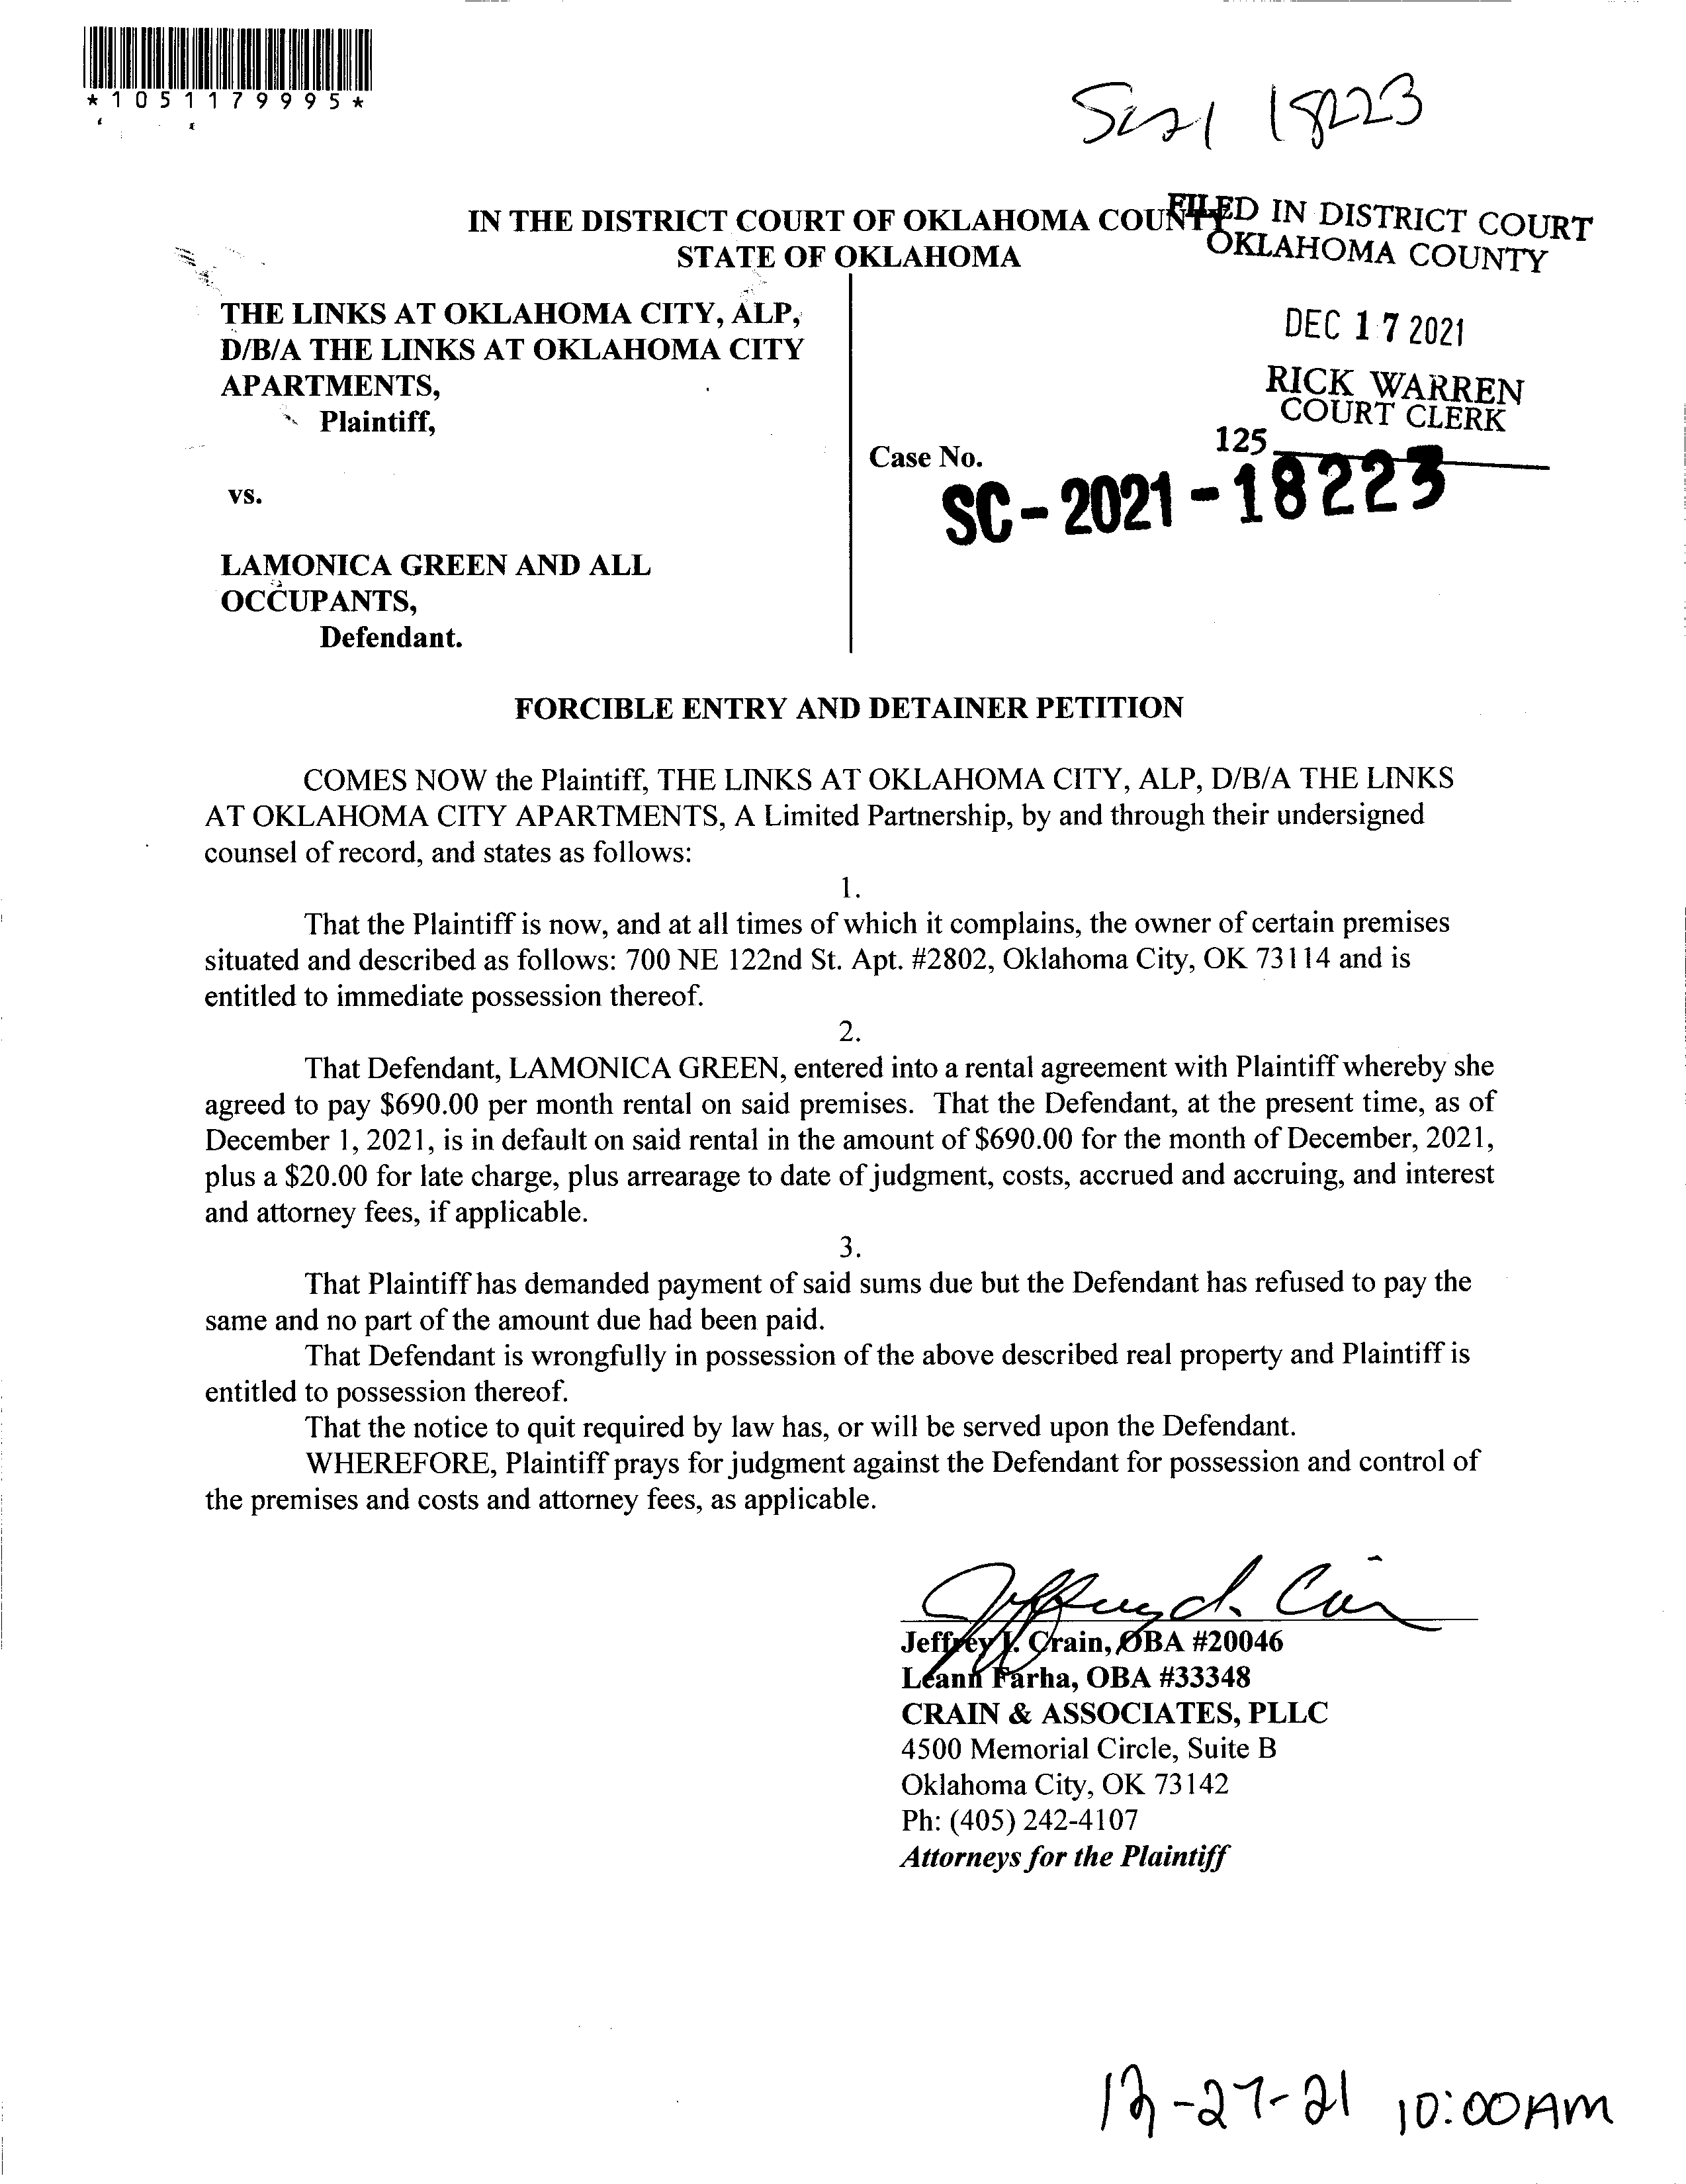 *1051179995*
SC21 18223
IN THE DISTRICT COURT OF OKLAHOMA COUNTY
STATE OF OKLAHOMA
FILED IN DISTRICT COURT
OKLAHOMA COUNTY
DEC 17 2021
RICK WARREN
COURT CLERK
125
THE LINKS AT OKLAHOMA CITY, ALP,
D/B/A THE LINKS AT OKLAHOMA CITY
APARTMENTS,
Plaintiff,
vs.
LAMONICA GREEN AND ALL
OCCUPANTS,
Defendant.
Case No.
SC-2021-18223
FORCIBLE ENTRY AND DETAINER PETITION
COMES NOW the Plaintiff, THE LINKS AT OKLAHOMA CITY, ALP, D/B/A THE LINKS
AT OKLAHOMA CITY APARTMENTS, A Limited Partnership, by and through their undersigned
counsel of record, and states as follows:
1.
That the Plaintiff is now, and at all times of which it complains, the owner of certain premises
situated and described as follows: 700 NE 122nd St. Apt. #2802, Oklahoma City, OK 73114 and is
entitled to immediate possession thereof.
2.
That Defendant, LAMONICA GREEN, entered into a rental agreement with Plaintiff whereby she
agreed to pay $690.00 per month rental on said premises. That the Defendant, at the present time, as of
December 1, 2021, is in default on said rental in the amount of $690.00 for the month of December, 2021,
plus a $20.00 for late charge, plus arrearage to date of judgment, costs, accrued and accruing, and interest
and attorney fees, if applicable.
3.
That Plaintiff has demanded payment of said sums due but the Defendant has refused to pay the
same and no part of the amount due had been paid.
That Defendant is wrongfully in possession of the above described real property and Plaintiff is
entitled to possession thereof.
That the notice to quit required by law has, or will be served upon the Defendant.
WHEREFORE, Plaintiff prays for judgment against the Defendant for possession and control of
the premises and costs and attorney fees, as applicable.
Jeffrey J. Crain, OBA #20046
Leann Farha, OBA #33348
CRAIN & ASSOCIATES, PLLC
4500 Memorial Circle, Suite B
Oklahoma City, OK 73142
Ph: (405) 242-4107
Attorneys for the Plaintiff
12-27-21 10:00AM